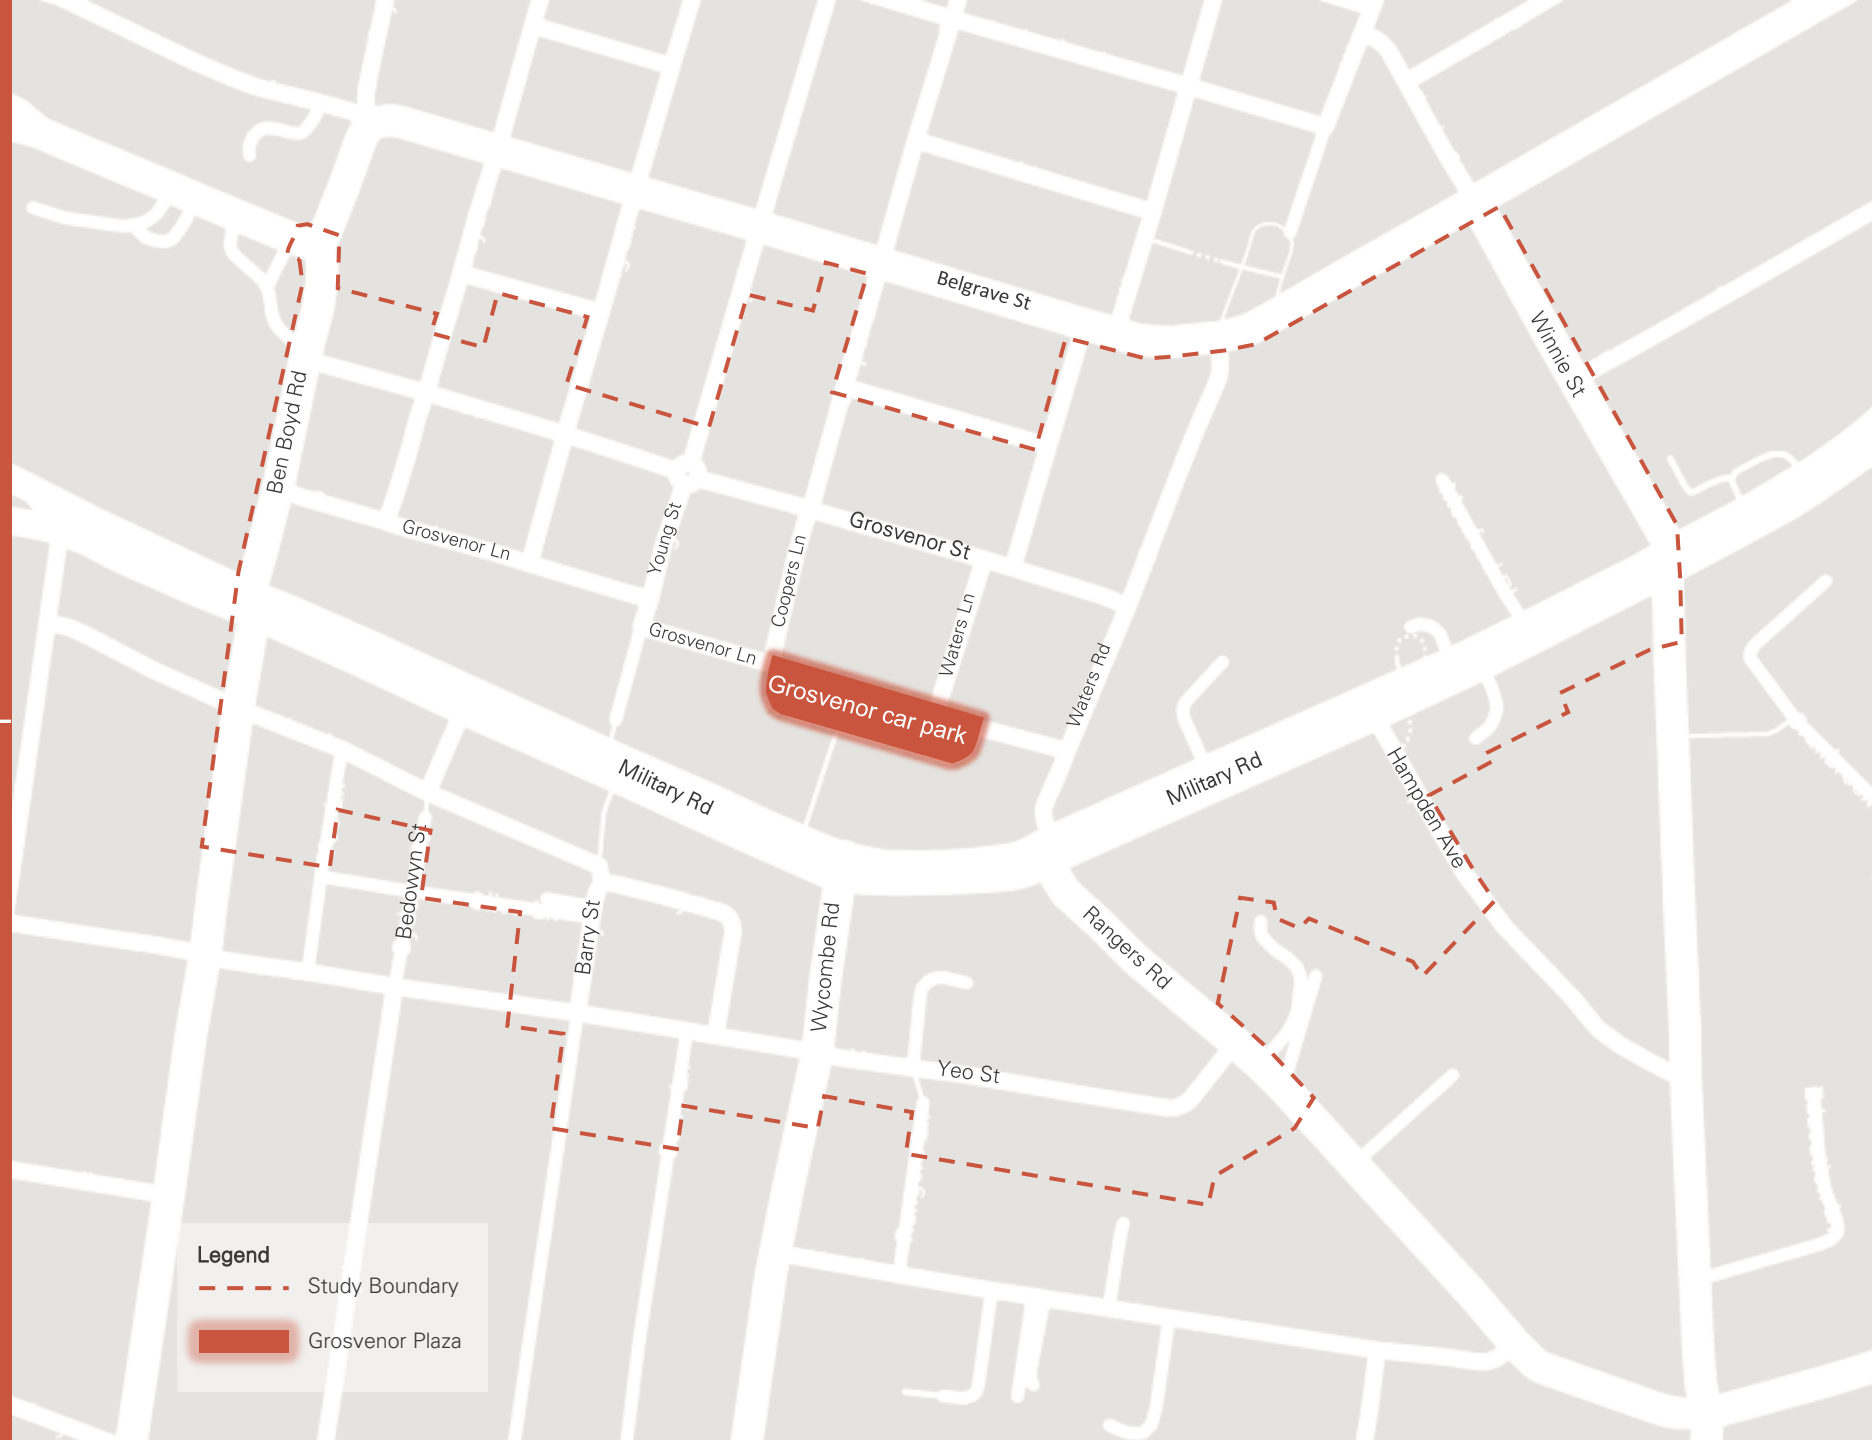 Belgrave St
Winnie St
Ben Boyd Rd
Grosvenor Ln
Young St
Grosvenor St
Coopers Ln
Waters Ln
Grosvenor Ln
Waters Rd
Grosvenor car park
Military Rd
Military Rd
Hampden Ave
Bedowyn St
Barry St
Wycombe Rd
Rangers Rd
Yeo St
Legend
Study Boundary
Grosvenor Plaza